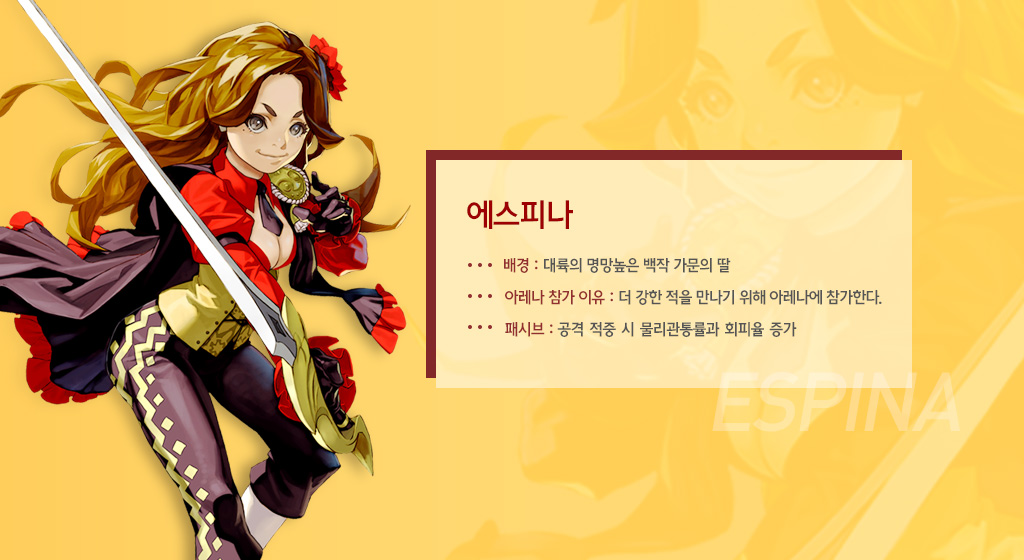 에스피나
••• 배경 : 대륙의 명망높은 백작 가문의 딸
••• 아레나 참가 이유 : 더 강한 적을 만나기 위해 아레나에 참가한다.
••• 패시브 : 공격 적중 시 물리관통률과 회피율 증가
ESPINA